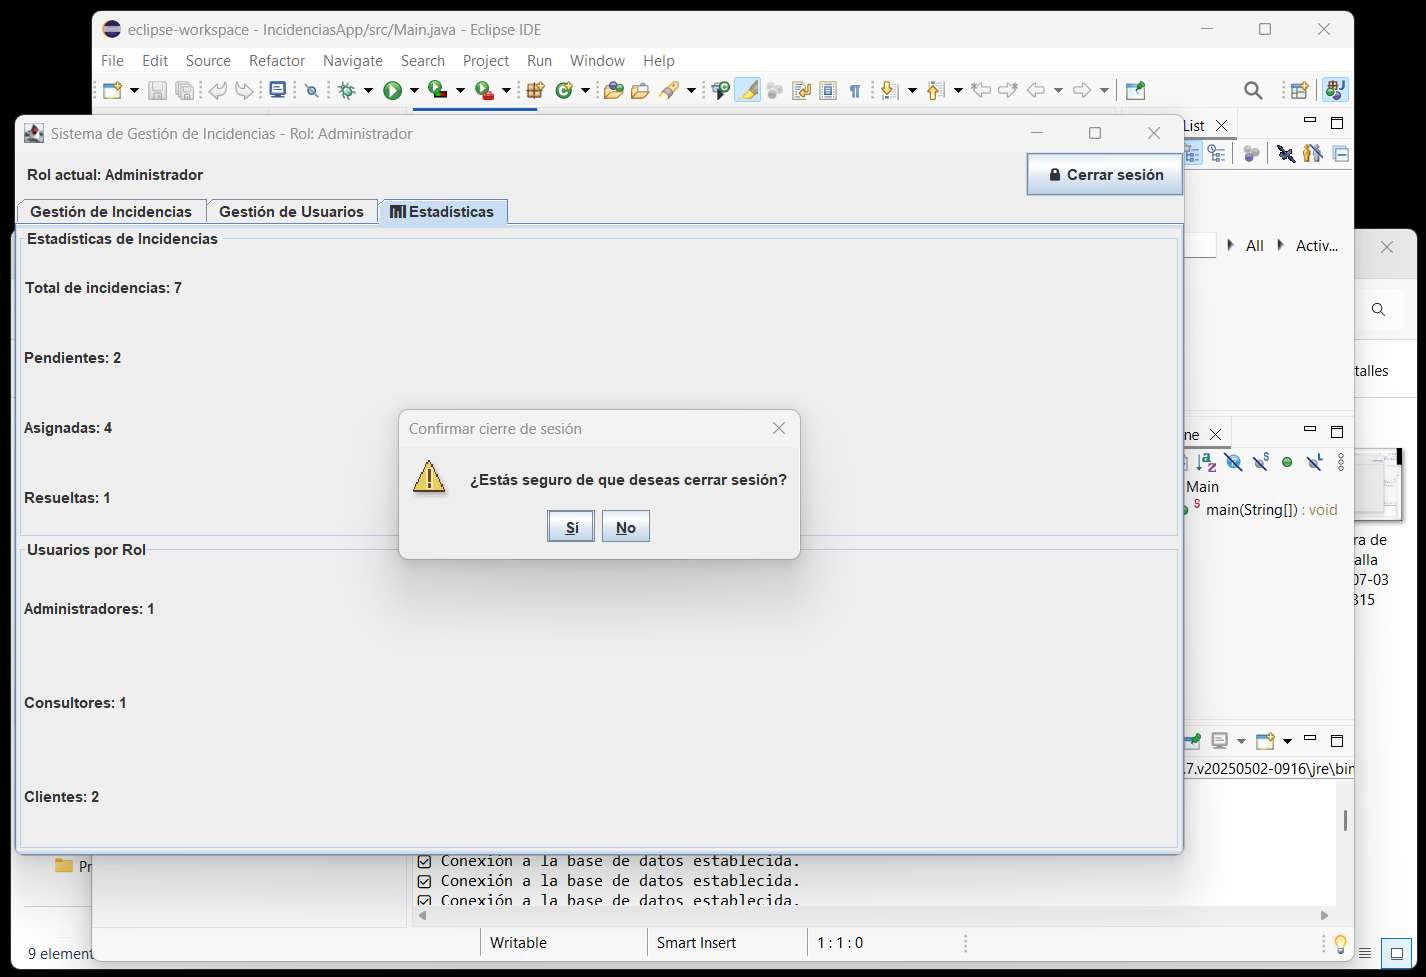 eclipse-workspace - IncidenciasApp/src/Main.java - Eclipse IDE
File Edit Source Refactor Navigate Search Project Run Window Help
List
Sistema de Gestión de Incidencias - Rol: Administrador
Rol actual: Administrador
Cerrar sesión
Gestión de Incidencias
Gestión de Usuarios
Estadísticas
Estadísticas de Incidencias
Total de incidencias: 7
Pendientes: 2
Asignadas: 4
Resueltas: 1
Usuarios por Rol
Administradores: 1
Consultores: 1
Clientes: 2
Confirmar cierre de sesión
¿Estás seguro de que deseas cerrar sesión?
Sí
No
All
Activ...
talles
ne
Main
main(String[]) : void
ra de
alla
07-03
315
.7.v20250502-0916\jre\bin
Conexión a la base de datos establecida.
Conexión a la base de datos establecida.
Conexión a la base de datos establecida.
Pr
9 element
Writable
Smart Insert
1 : 1 : 0